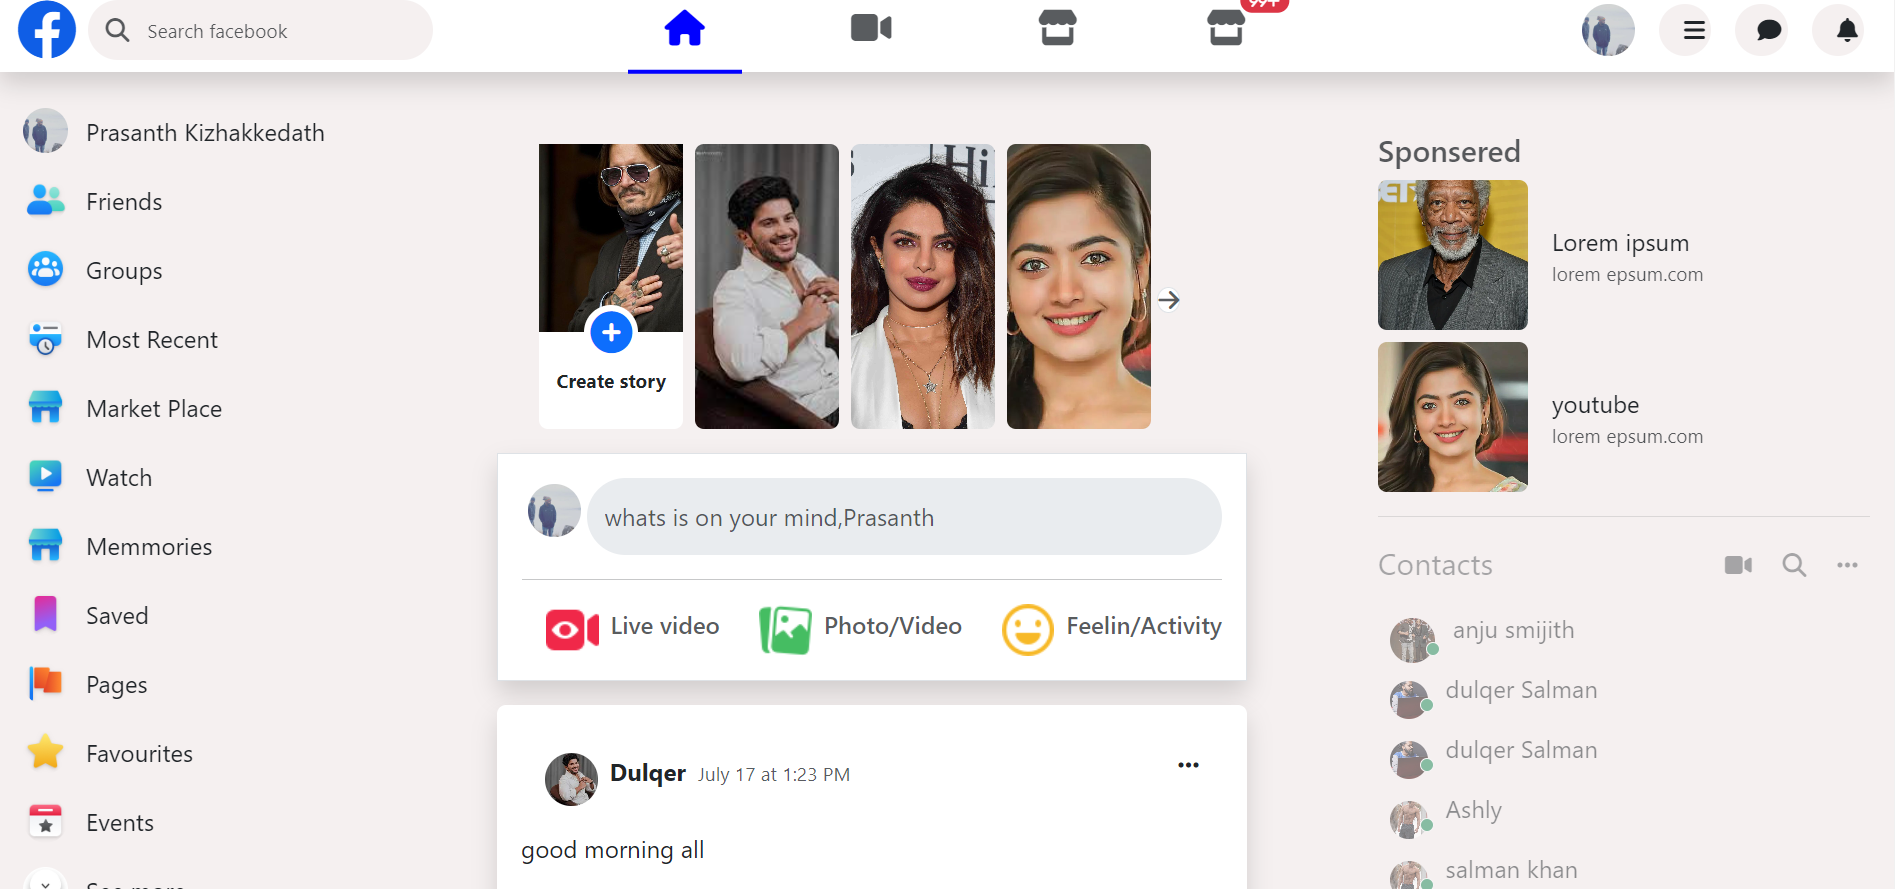 Search facebook
99+
Prasanth Kizhakkedath
Friends
Groups
Most Recent
Market Place
Watch
Memmories
Saved
Pages
Favourites
Events
See more
Create story
whats is on your mind,Prasanth
Live video
Photo/Video
Feelin/Activity
Dulqer July 17 at 1:23 PM
good morning all
Sponsered
Lorem ipsum
lorem epsum.com
youtube
lorem epsum.com
Contacts
anju smijith
dulqer Salman
dulqer Salman
Ashly
salman khan